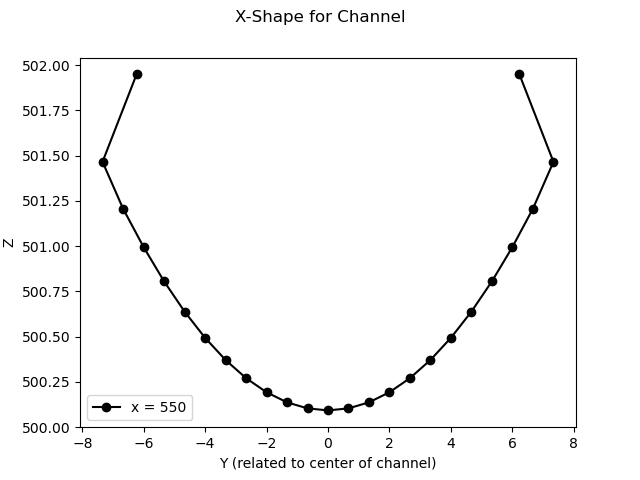 X-Shape for Channel
502.00
501.75
501.50
501.25
501.00
500.75
500.50
500.25
500.00
Z
x = 550
−8 −6 −4 −2 0 2 4 6 8
Y (related to center of channel)